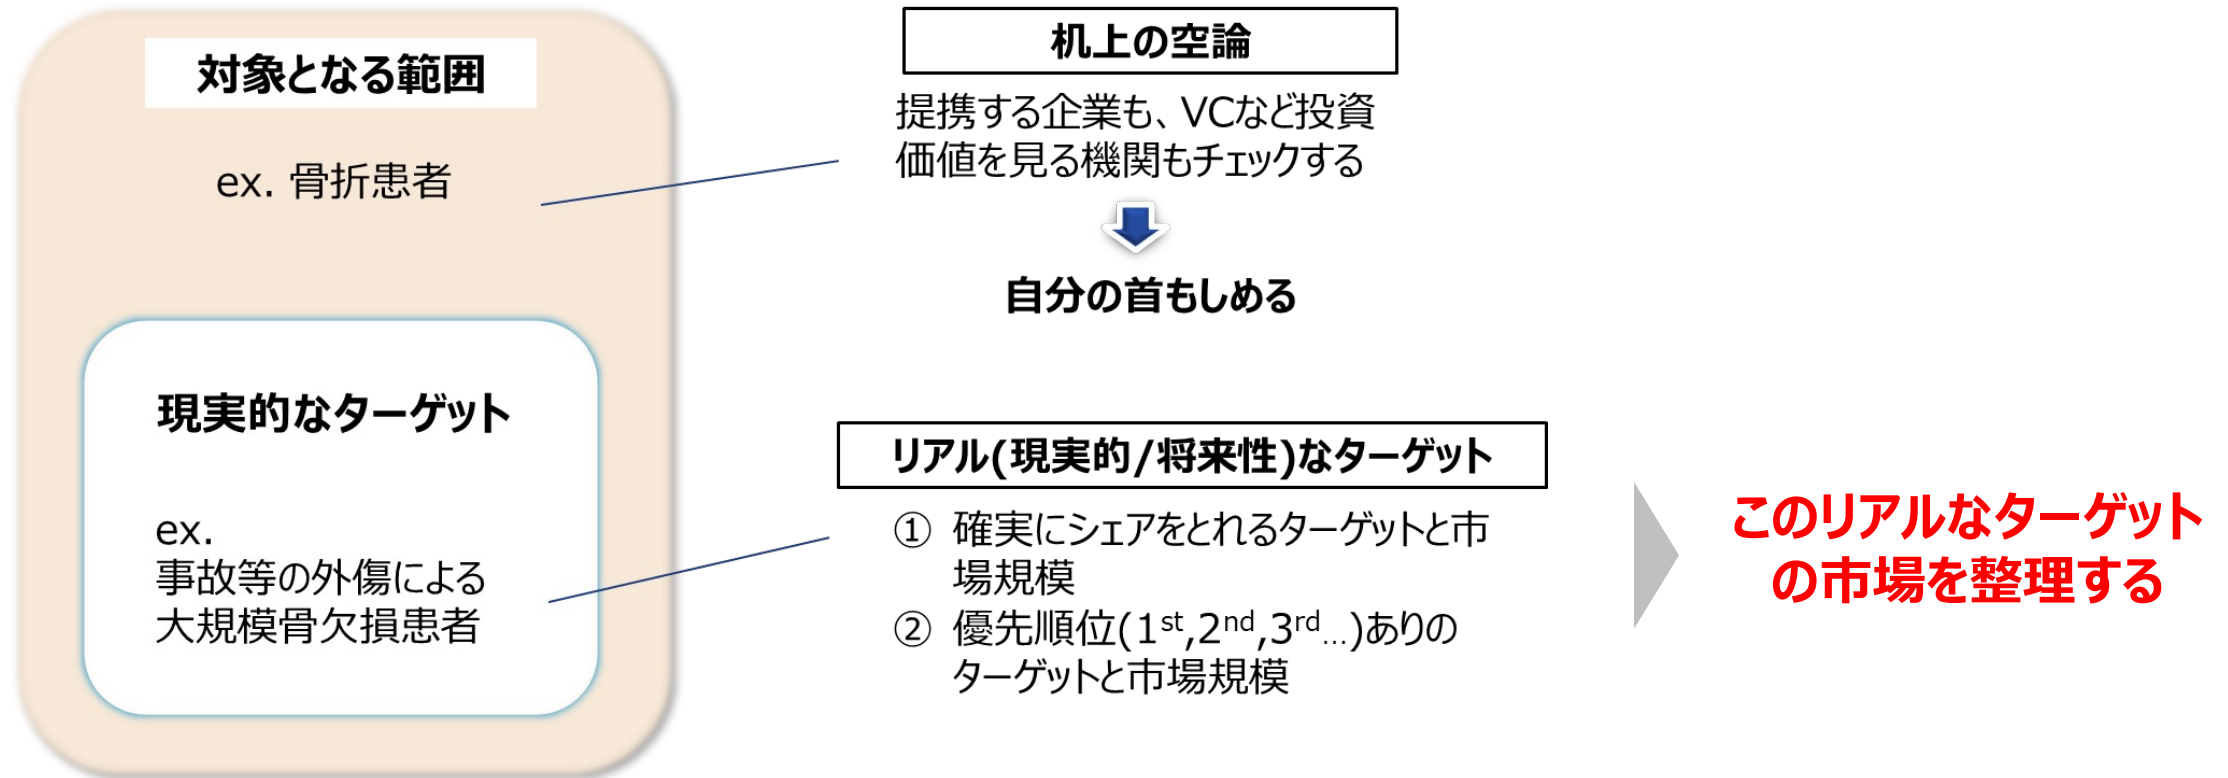 対象となる範囲
ex. 骨折患者
現実的なターゲット
ex.
事故等の外傷による
大規模骨欠損患者
机上の空論
提携する企業も、VCなど投資
価値を見る機関もチェックする
自分の首もしめる
リアル(現実的/将来性)なターゲット
① 確実にシェアをとれるターゲットと市
場規模
② 優先順位(1st,2nd,3rd...)ありの
ターゲットと市場規模
このリアルなターゲット
の市場を整理する